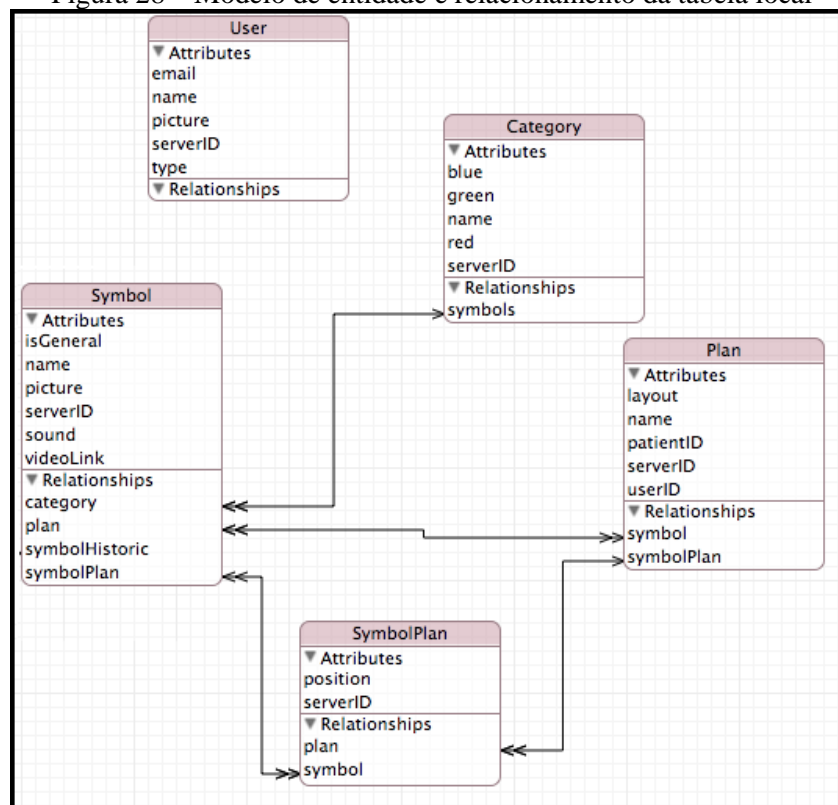 Figura 28 – Modelo de entidade e relacionamento da tabela local
User
Attributes
email
name
picture
serverID
type
Relationships
Category
Attributes
blue
green
name
red
serverID
Relationships
symbols
Symbol
Attributes
isGeneral
name
picture
serverID
sound
videoLink
Relationships
category
plan
symbolHistoric
symbolPlan
Plan
Attributes
layout
name
patientID
serverID
userID
Relationships
symbol
symbolPlan
SymbolPlan
Attributes
position
serverID
Relationships
plan
symbol